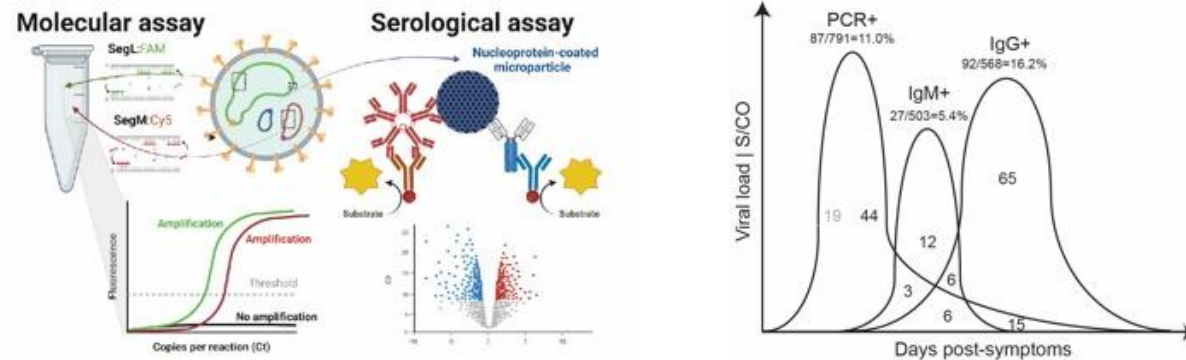 Molecular assay
SegL:FAM
SegM:Cy5
Fluorescence
Amplification
Amplification
Threshold
No amplification
Copies per reaction (Ct)
Serological assay
Nucleoprotein-coated
microparticle
Substrate
Substrate
PCR+
87/791=11.0%
IgM+
27/503=5.4%
IgG+
92/568=16.2%
Viral load | S/CO
19
44
12
65
3
6
6
15
Days post-symptoms